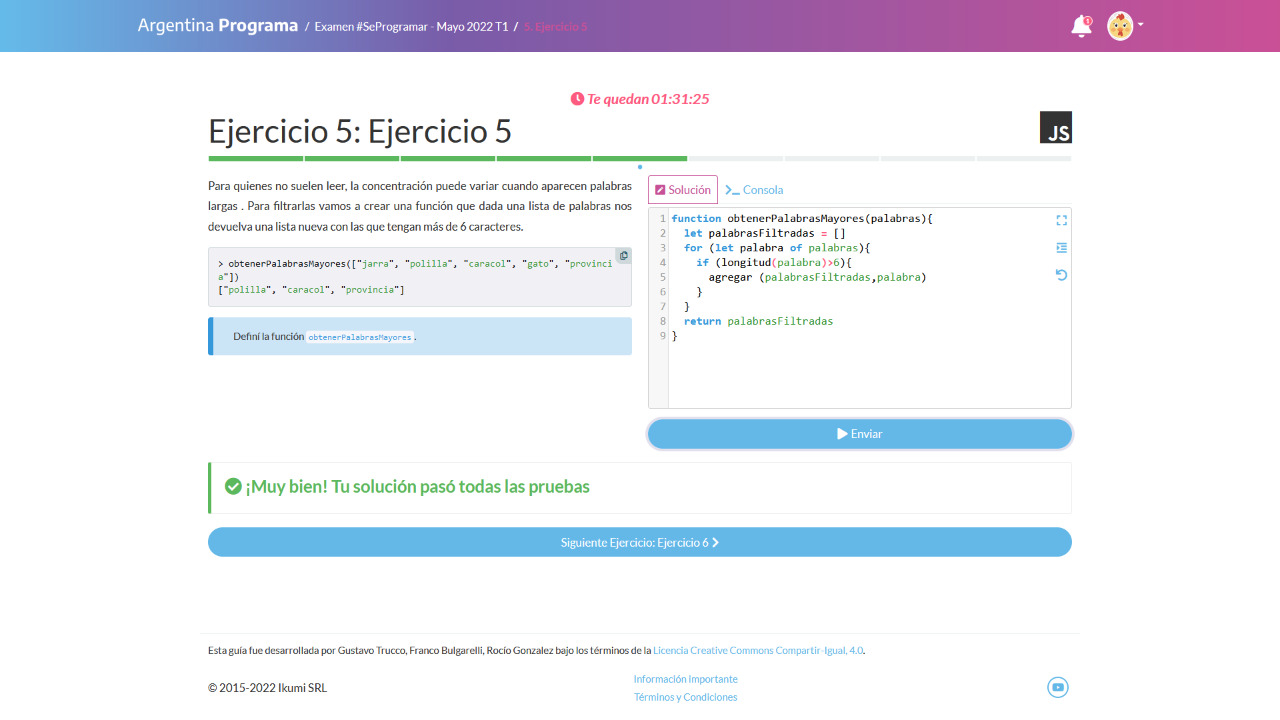 Argentina Programa / Examen #SeProgramar - Mayo 2022 T1 / 5. Ejercicio 5
1
Te quedan 01:31:25
Ejercicio 5: Ejercicio 5
JS
Para quienes no suelen leer, la concentración puede variar cuando aparecen palabras
largas . Para filtrarlas vamos a crear una función que dada una lista de palabras nos
devuelva una lista nueva con las que tengan más de 6 caracteres.
> obtenerPalabrasMayores(["jarra", "polilla", "caracol", "gato", "provinci
a"])
["polilla", "caracol", "provincia"]
Definí la función obtenerPalabrasMayores.
Solución
Consola
1 function obtenerPalabrasMayores(palabras){
2 let palabrasFiltradas = []
3 for (let palabra of palabras){
4 if (longitud(palabra)>6){
5 agregar (palabrasFiltradas,palabra)
6 }
7 }
8 return palabrasFiltradas
9 }
Enviar
¡Muy bien! Tu solución pasó todas las pruebas
Siguiente Ejercicio: Ejercicio 6
Esta guía fue desarrollada por Gustavo Trucco, Franco Bulgarelli, Rocío Gonzalez bajo los términos de la Licencia Creative Commons Compartir-Igual, 4.0.
© 2015-2022 Ikumi SRL
Información importante
Términos y Condiciones